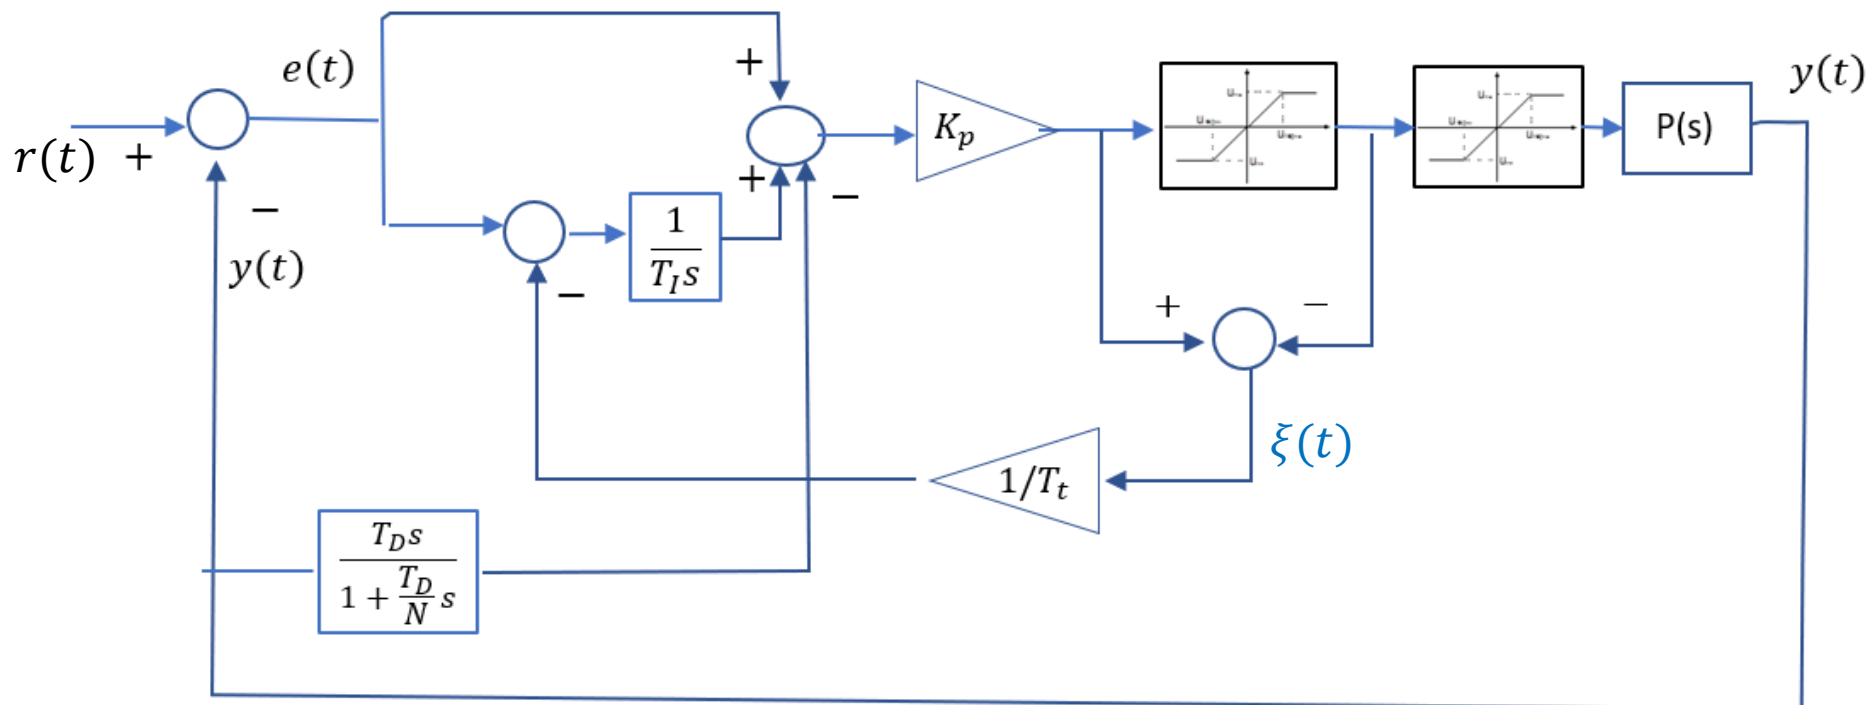 e(t)
+
r(t) +
−
y(t)
−
1
T_I s
+
−
K_p
P(s)
y(t)
+
−
ξ(t)
1/T_t
T_D s
1 + T_D/N s